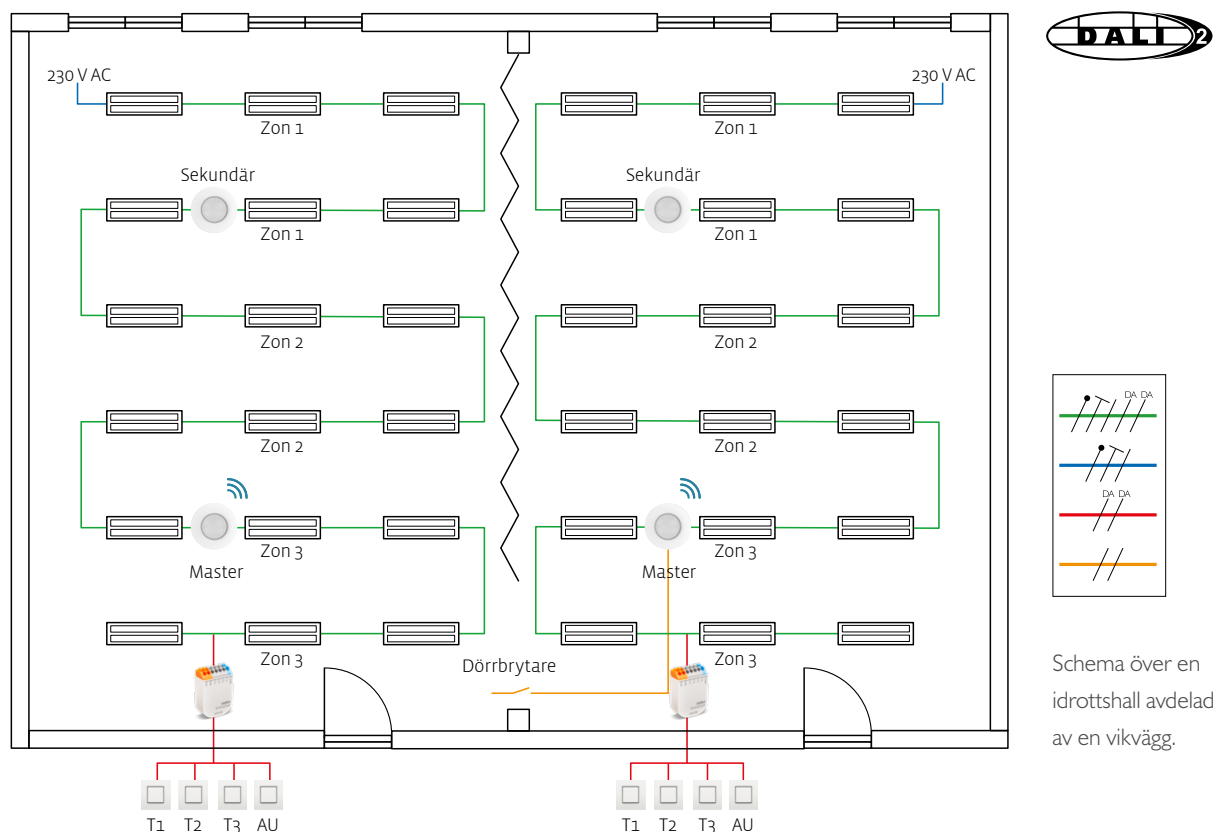 DALI 2
230 V AC
230 V AC
Zon 1
Zon 1
Sekundär
Sekundär
Zon 1
Zon 1
Zon 2
Zon 2
DA DA
Zon 2
Zon 2
DA DA
Zon 3
Zon 3
Master
Master
Zon 3
Dörrbrytare
Zon 3
Schema över en
idrottshall avdelad
av en vikvägg.
T1 T2 T3 AU
T1 T2 T3 AU